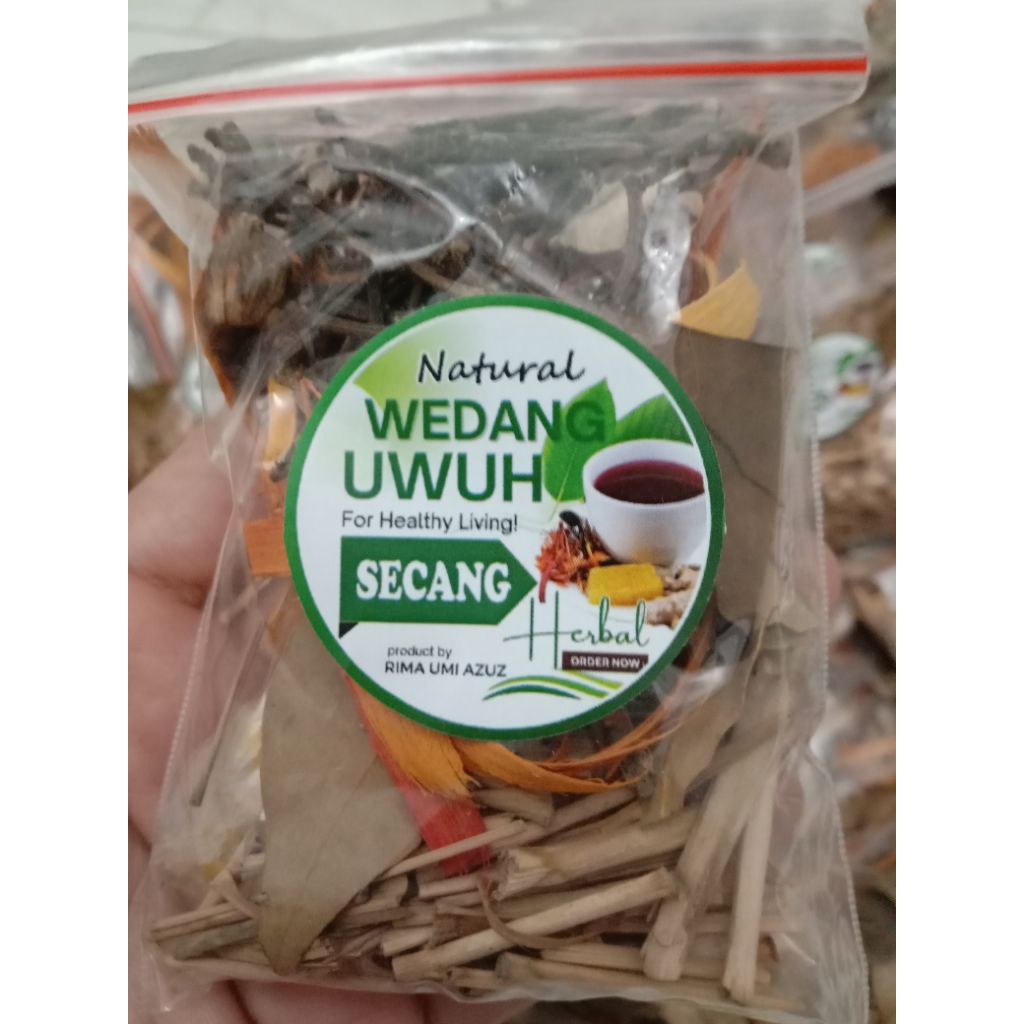 Natural
WEDANG
UWUH
For Healthy Living!
SECANG
Herbal
ORDER NOW
product by
RIMA UMI AZUZ